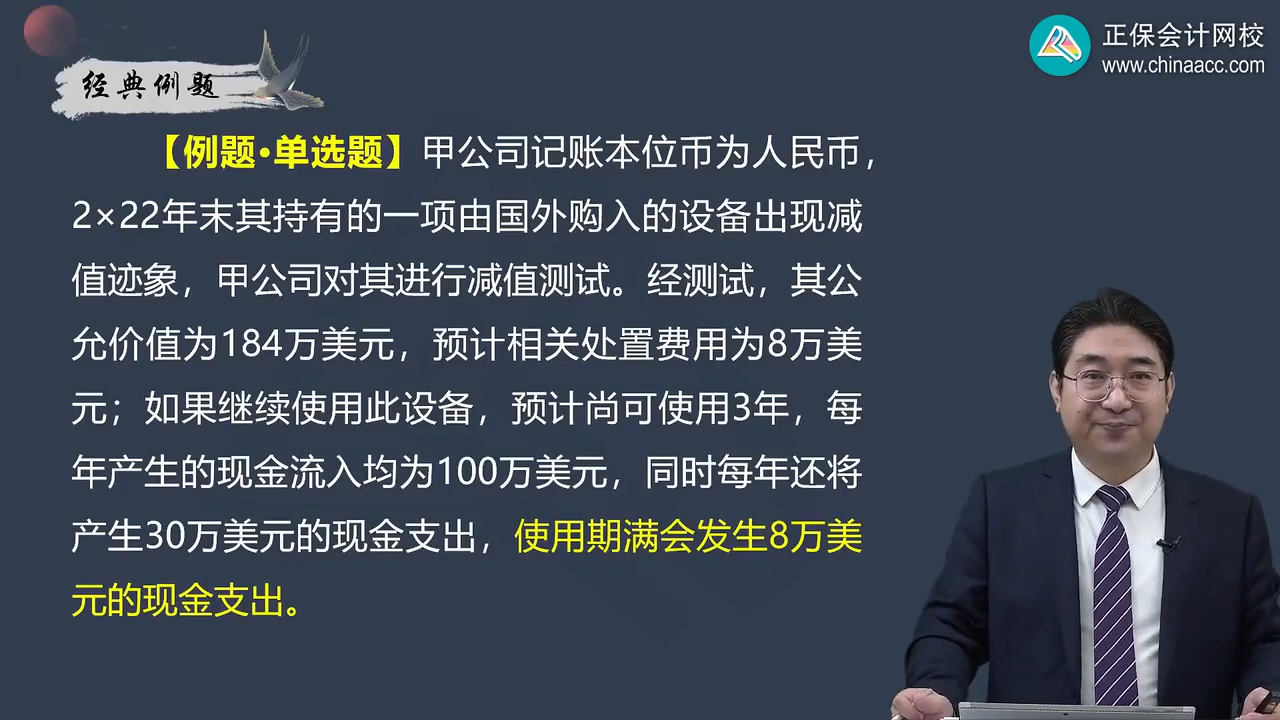 正保会计网校
www.chinaacc.com
经典例题
【例题•单选题】甲公司记账本位币为人民币，
2×22年末其持有的一项由国外购入的设备出现减
值迹象，甲公司对其进行减值测试。经测试，其公
允价值为184万美元，预计相关处置费用为8万美
元；如果继续使用此设备，预计尚可使用3年，每
年产生的现金流入均为100万美元，同时每年还将
产生30万美元的现金支出，使用期满会发生8万美
元的现金支出。